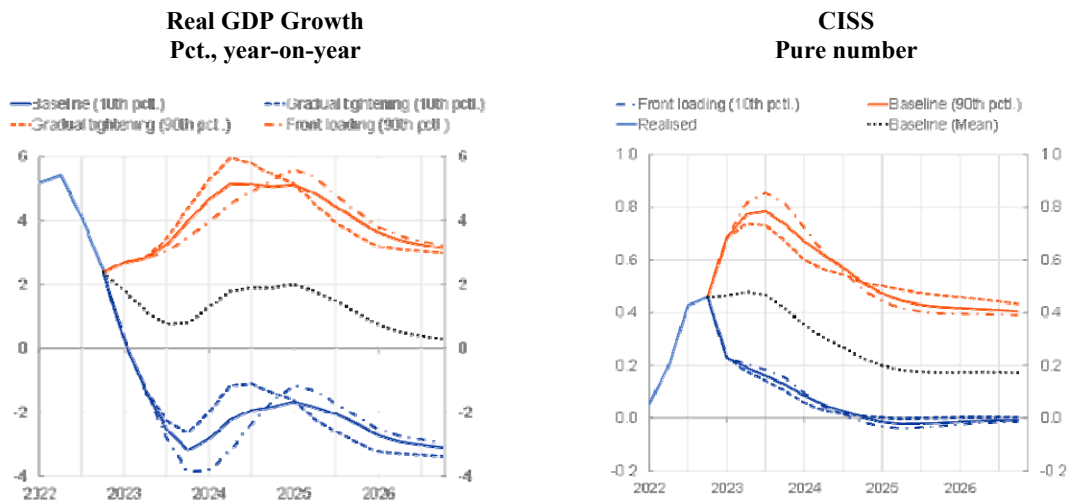 Real GDP Growth
Pct., year-on-year
Baseline (10th pctl.) Gradual tightening (10th pctl.)
Gradual tightening (90th pctl.) Front loading (90th pctl.)
6 6
4 4
2 2
0 0
-2 -2
-4 -4
2022 2023 2024 2025 2026
CISS
Pure number
Front loading (10th pctl.) Baseline (90th pctl.)
Realised Baseline (Mean)
1.0 1.0
0.8 0.8
0.6 0.6
0.4 0.4
0.2 0.2
0.0 0.0
-0.2 -0.2
2022 2023 2024 2025 2026